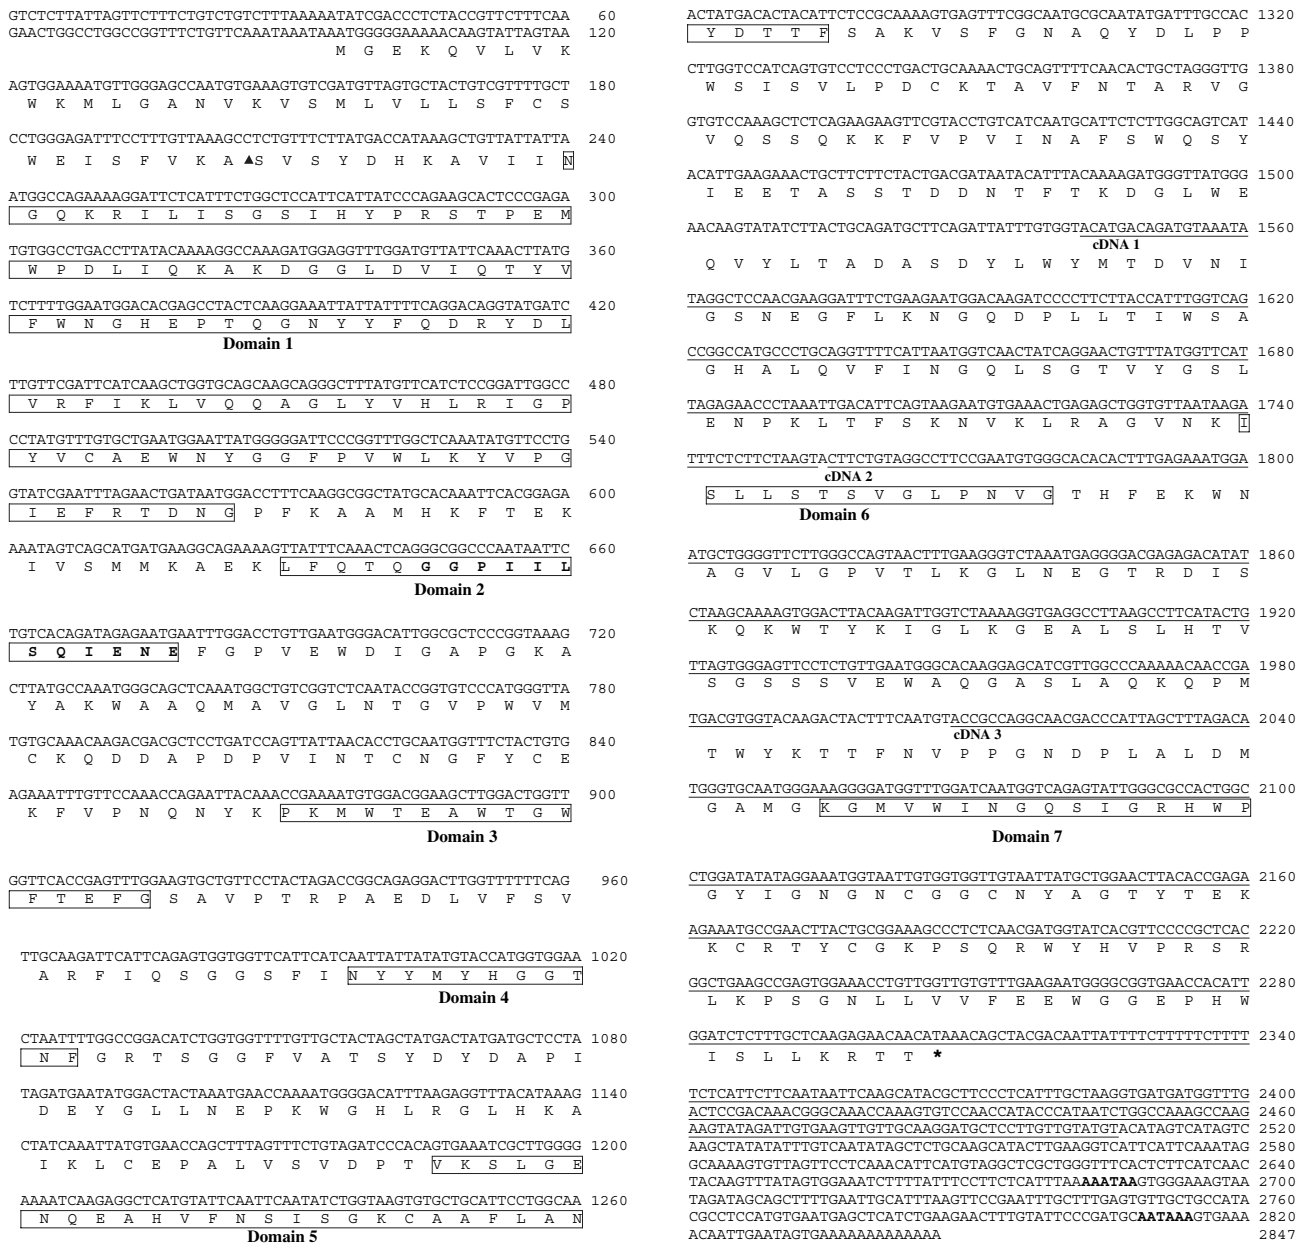 GTCTCTTATTAGTTCTTTCTGTCTGTCTTTAAAAATATCGACCCTCTACCGTTCTTTCAA 60
GAACTGGCCTGGCCGGTTTCTGTTCAAATAAATAAATGGGGGAAAAACAAGTATTAGTAA 120
M G E K Q V L V K
AGTGGAAAATGTTGGGAGCCAATGTGAAAGTGTCGATGTTAGTGCTACTGTCGTTTTGCT 180
W K M L G A N V K V S M L V L L S F C S
CCTGGGAGATTTCCTTTGTTAAAGCCTCTGTTTCTTATGACCATAAAGCTGTTATTATTA 240
W E I S F V K A ▲ S V S Y D H K A V I I N
ATGGCCAGAAAAGGATTCTCATTTCTGGCTCCATTCATTATCCCAGAAGCACTCCCGAGA 300
G Q K R I L I S G S I H Y P R S T P E M
TGTGGCCTGACCTTATACAAAAGGCCAAAGATGGAGGTTTGGATGTTATTCAAACTTATG 360
W P D L I Q K A K D G G L D V I Q T Y V
TCTTTTGGAATGGACACGAGCCTACTCAAGGAAATTATTATTTTCAGGACAGGTATGATC 420
F W N G H E P T Q G N Y Y F Q D R Y D L
Domain 1
TTGTTCGATTCATCAAGCTGGTGCAGCAAGCAGGGCTTTATGTTCATCTCCGGATTGGCC 480
V R F I K L V Q Q A G L Y V H L R I G P
CCTATGTTTGTGCTGAATGGAATTATGGGGGATTCCCGGTTTGGCTCAAATATGTTCCTG 540
Y V C A E W N Y G G F P V W L K Y V P G
GTATCGAATTTAGAACTGATAATGGACCTTTCAAGGCGGCTATGCACAAATTCACGGAGA 600
I E F R T D N G P F K A A M H K F T E K
AAATAGTCAGCATGATGAAGGCAGAAAAGTTATTTCAAACTCAGGGCGGCCCAATAATTC 660
I V S M M K A E K L F Q T Q G G P I I L
Domain 2
TGTCACAGATAGAGAATGAATTTGGACCTGTTGAATGGGACATTGGCGCTCCCGGTAAAG 720
S Q I E N E F G P V E W D I G A P G K A
CTTATGCCAAATGGGCAGCTCAAATGGCTGTCGGTCTCAATACCGGTGTCCCATGGGTTA 780
Y A K W A A Q M A V G L N T G V P W V M
TGTGCAAACAAGACGACGCTCCTGATCCAGTTATTAACACCTGCAATGGTTTCTACTGTG 840
C K Q D D A P D P V I N T C N G F Y C E
AGAAATTTGTTCCAAACCAGAATTACAAACCGAAAATGTGGACGGAAGCTTGGACTGGTT 900
K F V P N Q N Y K P K M W T E A W T G W
Domain 3
GGTTCACCGAGTTTGGAAGTGCTGTTCCTACTAGACCGGCAGAGGACTTGGTTTTTTCAG 960
F T E F G S A V P T R P A E D L V F S V
TTGCAAGATTCATTCAGAGTGGTGGTTCATTCATCAATTATTATATGTACCATGGTGGAA 1020
A R F I Q S G G S F I N Y Y M Y H G G T
Domain 4
CTAATTTTGGCCGGACATCTGGTGGTTTTGTTGCTACTAGCTATGACTATGATGCTCCTA 1080
N F G R T S G G F V A T S Y D Y D A P I
TAGATGAATATGGACTACTAAATGAACCAAAATGGGGACATTTAAGAGGTTTACATAAAG 1140
D E Y G L L N E P K W G H L R G L H K A
CTATCAAATTATGTGAACCAGCTTTAGTTTCTGTAGATCCCACAGTGAAATCGCTTGGGG 1200
I K L C E P A L V S V D P T V K S L G E
AAAATCAAGAGGCTCATGTATTCAATTCAATATCTGGTAAGTGTGCTGCATTCCTGGCAA 1260
N Q E A H V F N S I S G K C A A F L A N
Domain 5
ACTATGACACTACATTCTCCGCAAAAGTGAGTTTCGGCAATGCGCAATATGATTTGCCAC 1320
Y D T T F S A K V S F G N A Q Y D L P P
CTTGGTCCATCAGTGTCCTCCCTGACTGCAAAACTGCAGTTTTCAACACTGCTAGGGTTG 1380
W S I S V L P D C K T A V F N T A R V G
GTGTCCAAAGCTCTCAGAAGAAGTTCGTACCTGTCATCAATGCATTCTCTTGGCAGTCAT 1440
V Q S S Q K K F V P V I N A F S W Q S Y
ACATTGAAGAAACTGCTTCTTCTACTGACGATAATACATTTACAAAAGATGGGTTATGGG 1500
I E E T A S S T D D N T F T K D G L W E
AACAAGTATATCTTACTGCAGATGCTTCAGATTATTTGTGGTACATGACAGATGTAAATA 1560
cDNA 1
Q V Y L T A D A S D Y L W Y M T D V N I
TAGGCTCCAACGAAGGATTTCTGAAGAATGGACAAGATCCCCTTCTTACCATTTGGTCAG 1620
G S N E G F L K N G Q D P L L T I W S A
CCGGCCATGCCCTGCAGGTTTTCATTAATGGTCAACTATCAGGAACTGTTTATGGTTCAT 1680
G H A L Q V F I N G Q L S G T V Y G S L
TAGAGAACCCTAAATTGACATTCAGTAAGAATGTGAAACTGAGAGCTGGTGTTAATAAGA 1740
E N P K L T F S K N V K L R A G V N K I
TTTCTCTTCTAAGTACTTCTGTAGGCCTTCCGAATGTGGGCACACACTTTGAGAAATGGA 1800
cDNA 2
S L L S T S V G L P N V G T H F E K W N
Domain 6
ATGCTGGGGTTCTTGGGCCAGTAACTTTGAAGGGTCTAAATGAGGGGACGAGAGACATAT 1860
A G V L G P V T L K G L N E G T R D I S
CTAAGCAAAAGTGGACTTACAAGATTGGTCTAAAAGGTGAGGCCTTAAGCCTTCATACTG 1920
K Q K W T Y K I G L K G E A L S L H T V
TTAGTGGGAGTTCCTCTGTTGAATGGGCACAAGGAGCATCGTTGGCCCAAAAACAACCGA 1980
S G S S S V E W A Q G A S L A Q K Q P M
TGACGTGGTACAAGACTACTTTCAATGTACCGCCAGGCAACGACCCATTAGCTTTAGACA 2040
cDNA 3
T W Y K T T F N V P P G N D P L A L D M
TGGGTGCAATGGGAAAGGGGATGGTTTGGATCAATGGTCAGAGTATTGGGCGCCACTGGC 2100
G A M G K G M V W I N G Q S I G R H W P
Domain 7
CTGGATATATAGGAAATGGTAATTGTGGTGGTTGTAATTATGCTGGAACTTACACCGAGA 2160
G Y I G N G N C G G C N Y A G T Y T E K
AGAAATGCCGAACTTACTGCGGAAAGCCCTCTCAACGATGGTATCACGTTCCCCGCTCAC 2220
K C R T Y C G K P S Q R W Y H V P R S R
GGCTGAAGCCGAGTGGAAACCTGTTGGTTGTGTTTGAAGAATGGGGCGGTGAACCACATT 2280
L K P S G N L L V V F E E W G G E P H W
GGATCTCTTTGCTCAAGAGAACAACATAAACAGCTACGACAATTATTTTCTTTTTCTTTT 2340
I S L L K R T T *
TCTCATTCTTCAATAATTCAAGCATACGCTTCCCTCATTTGCTAAGGTGATGATGGTTTG 2400
ACTCCGACAAACGGGCAAACCAAAGTGTCCAACCATACCCATAATCTGGCCAAAGCCAAG 2460
AAGTATAGATTGTGAAGTTGTTGCAAGGATGCTCCTTGTTGTATGTACATAGTCATAGTC 2520
AAGCTATATATTTGTCAATATAGCTCTGCAAGCATACTTGAAGGTCATTCATTCAAATAG 2580
GCAAAAGTGTTAGTTCCTCAAACATTCATGTAGGCTCGCTGGGTTTCACTCTTCATCAAC 2640
TACAAGTTTATAGTGGAAATCTTTTATTTCCTTCTCATTTAAAAATAAGTGGGAAAGTAA 2700
TAGATAGCAGCTTTTGAATTGCATTTAAGTTCCGAATTTGCTTTGAGTGTTGCTGCCATA 2760
CGCCTCCATGTGAATGAGCTCATCTGAAGAACTTTGTATTCCCGATGCAATAAAGTGAAA 2820
ACAATTGAATAGTGAAAAAAAAAAAAA 2847